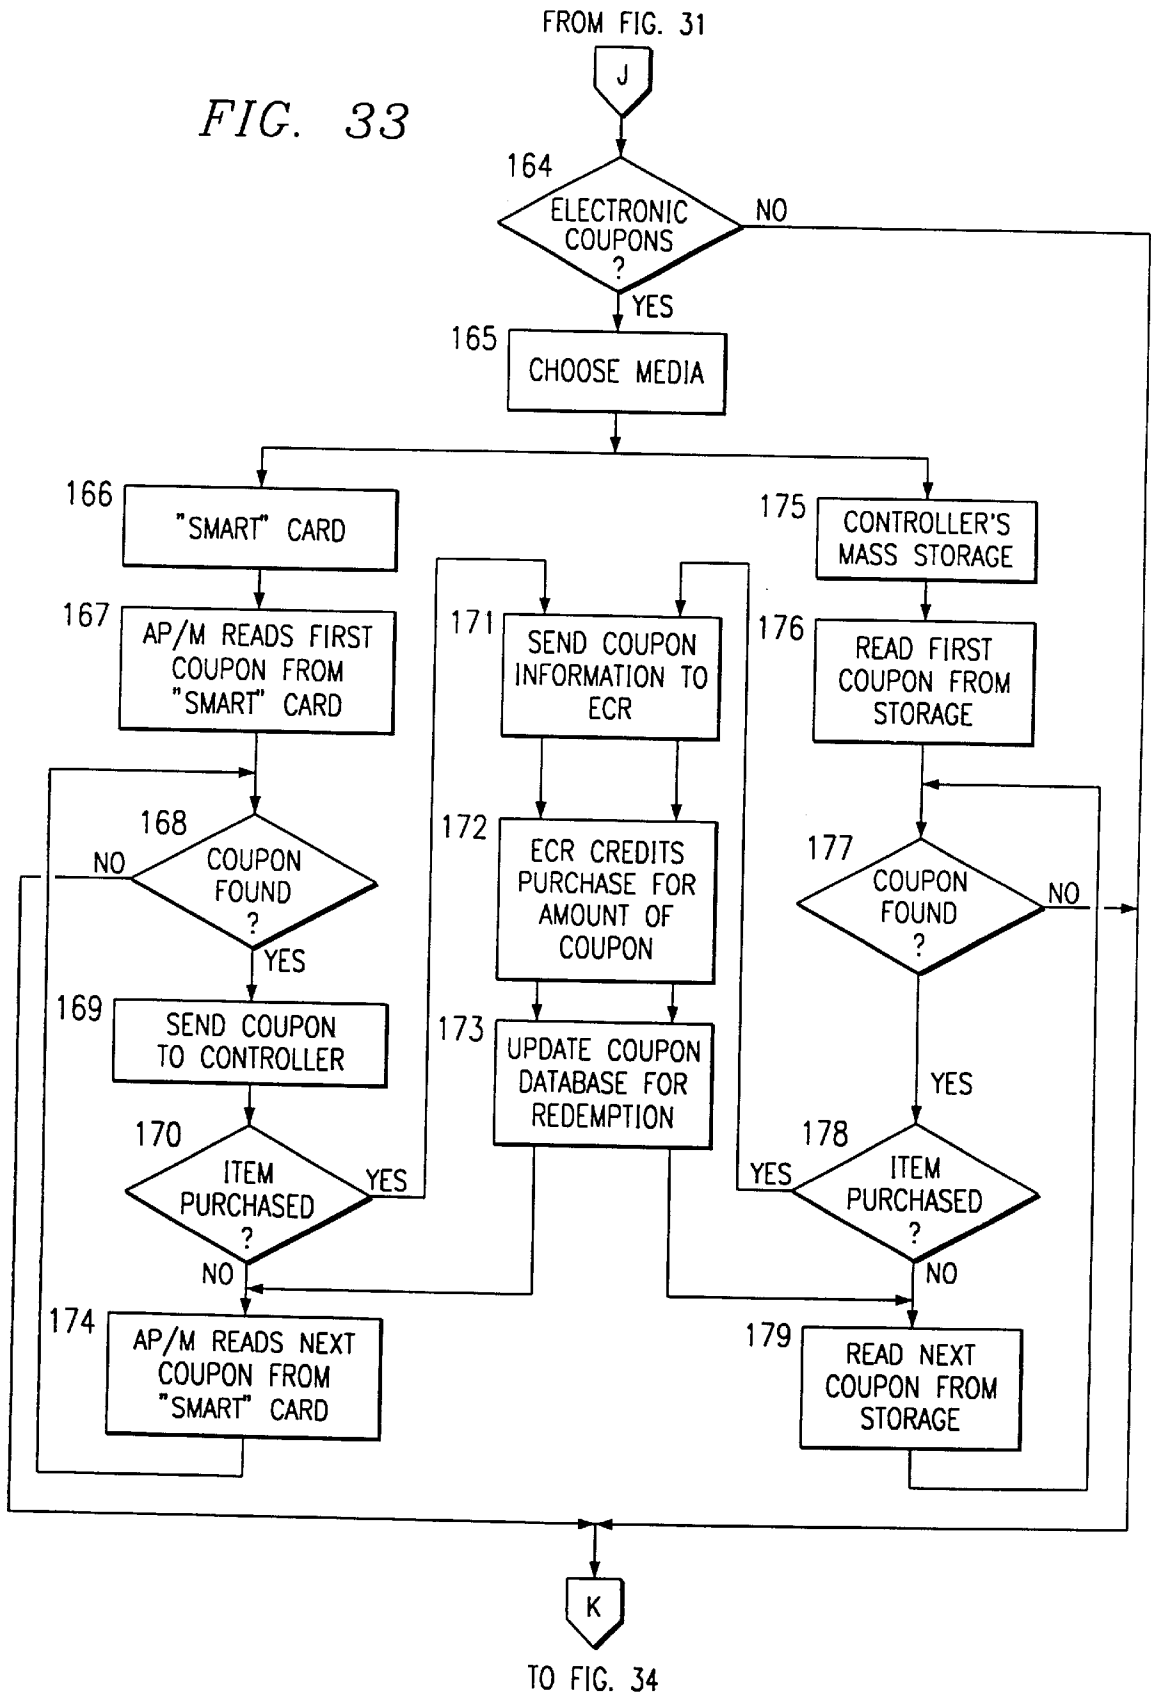 FROM FIG. 31
J
FIG. 33
164
ELECTRONIC
COUPONS
?
NO
YES
165
CHOOSE MEDIA
166
"SMART" CARD
167
AP/M READS FIRST
COUPON FROM
"SMART" CARD
168
COUPON
FOUND
?
NO
YES
169
SEND COUPON
TO CONTROLLER
170
ITEM
PURCHASED
?
YES
NO
174
AP/M READS NEXT
COUPON FROM
"SMART" CARD
171
SEND COUPON
INFORMATION TO
ECR
172
ECR CREDITS
PURCHASE FOR
AMOUNT OF
COUPON
173
UPDATE COUPON
DATABASE FOR
REDEMPTION
175
CONTROLLER'S
MASS STORAGE
176
READ FIRST
COUPON FROM
STORAGE
177
COUPON
FOUND
?
NO
YES
178
ITEM
PURCHASED
?
YES
NO
179
READ NEXT
COUPON FROM
STORAGE
K
TO FIG. 34